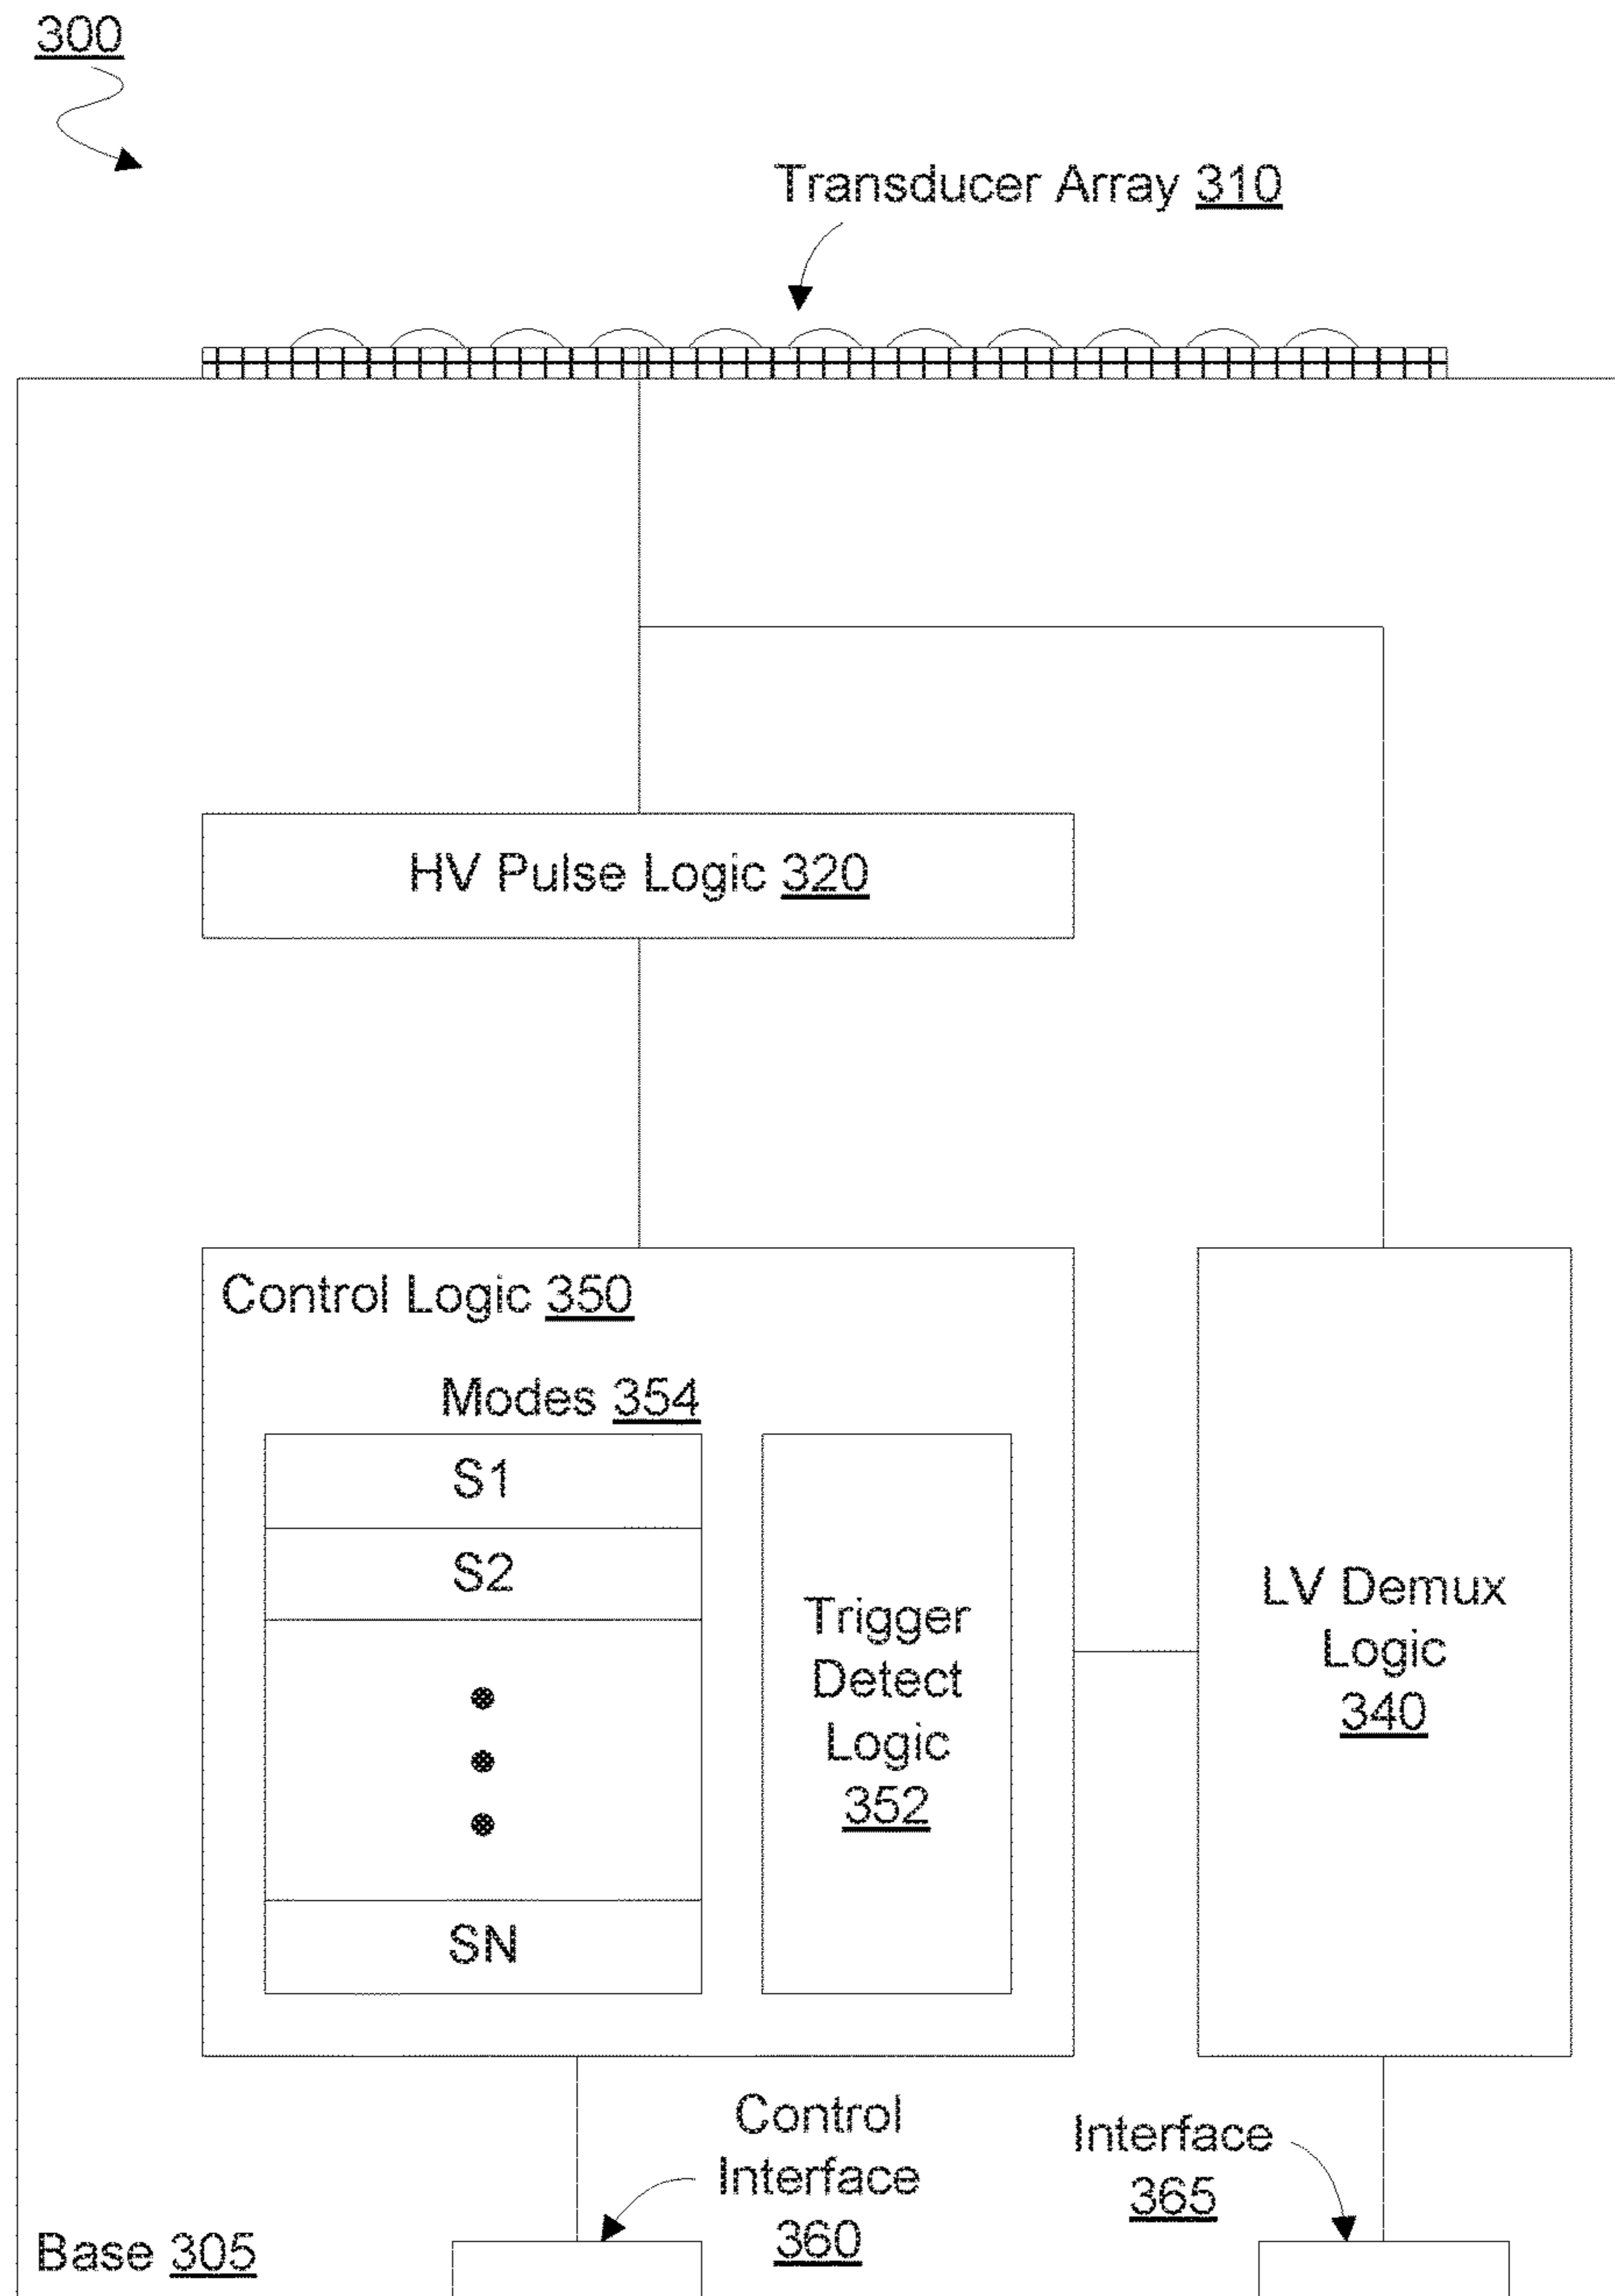 300
Transducer Array 310
HV Pulse Logic 320
Control Logic 350
Modes 354
S1
S2
SN
Trigger
Detect
Logic
352
LV Demux
Logic
340
Control
Interface
360
Interface
365
Base 305